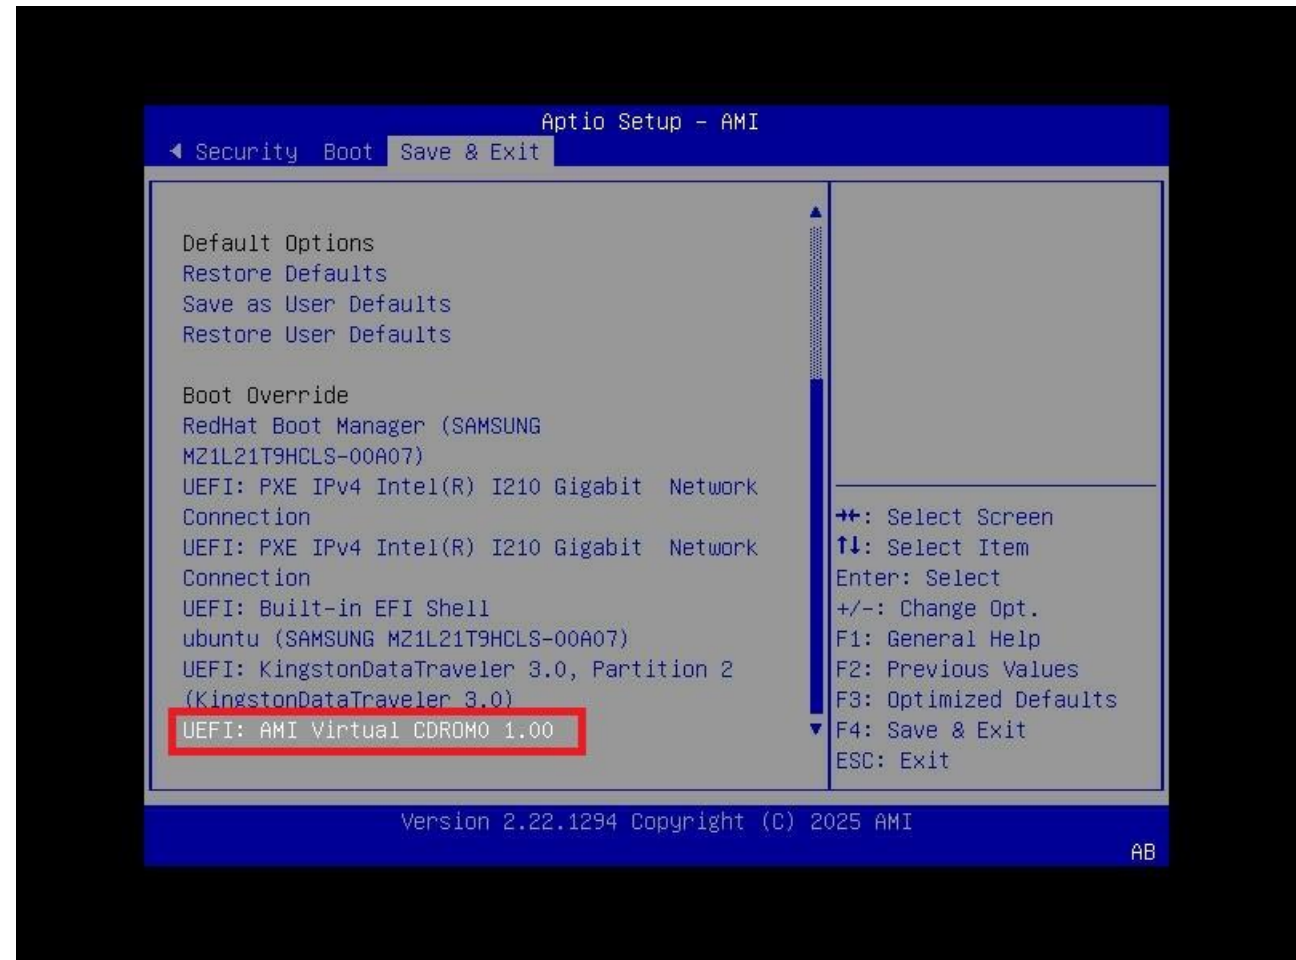 Aptio Setup – AMI
Security Boot Save & Exit
Default Options
Restore Defaults
Save as User Defaults
Restore User Defaults
Boot Override
RedHat Boot Manager (SAMSUNG
MZ1L21T9HCLS-00A07)
UEFI: PXE IPv4 Intel(R) I210 Gigabit  Network
Connection
UEFI: PXE IPv4 Intel(R) I210 Gigabit  Network
Connection
UEFI: Built-in EFI Shell
ubuntu (SAMSUNG MZ1L21T9HCLS-00A07)
UEFI: KingstonDataTraveler 3.0, Partition 2
(KingstonDataTraveler 3.0)
UEFI: AMI Virtual CDROM0 1.00
→←: Select Screen
↑↓: Select Item
Enter: Select
+/-: Change Opt.
F1: General Help
F2: Previous Values
F3: Optimized Defaults
F4: Save & Exit
ESC: Exit
Version 2.22.1294 Copyright (C) 2025 AMI
AB